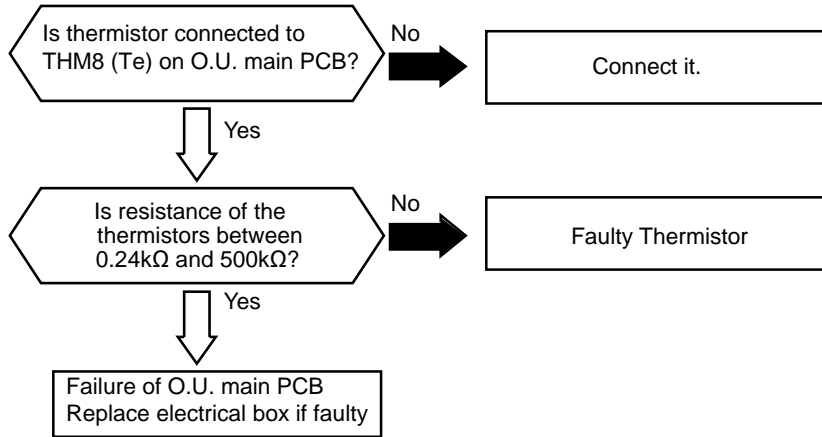 Is thermistor connected to
THM8 (Te) on O.U. main PCB?
No
Connect it.
Yes
Is resistance of the
thermistors between
0.24kΩ and 500kΩ?
No
Faulty Thermistor
Yes
Failure of O.U. main PCB
Replace electrical box if faulty